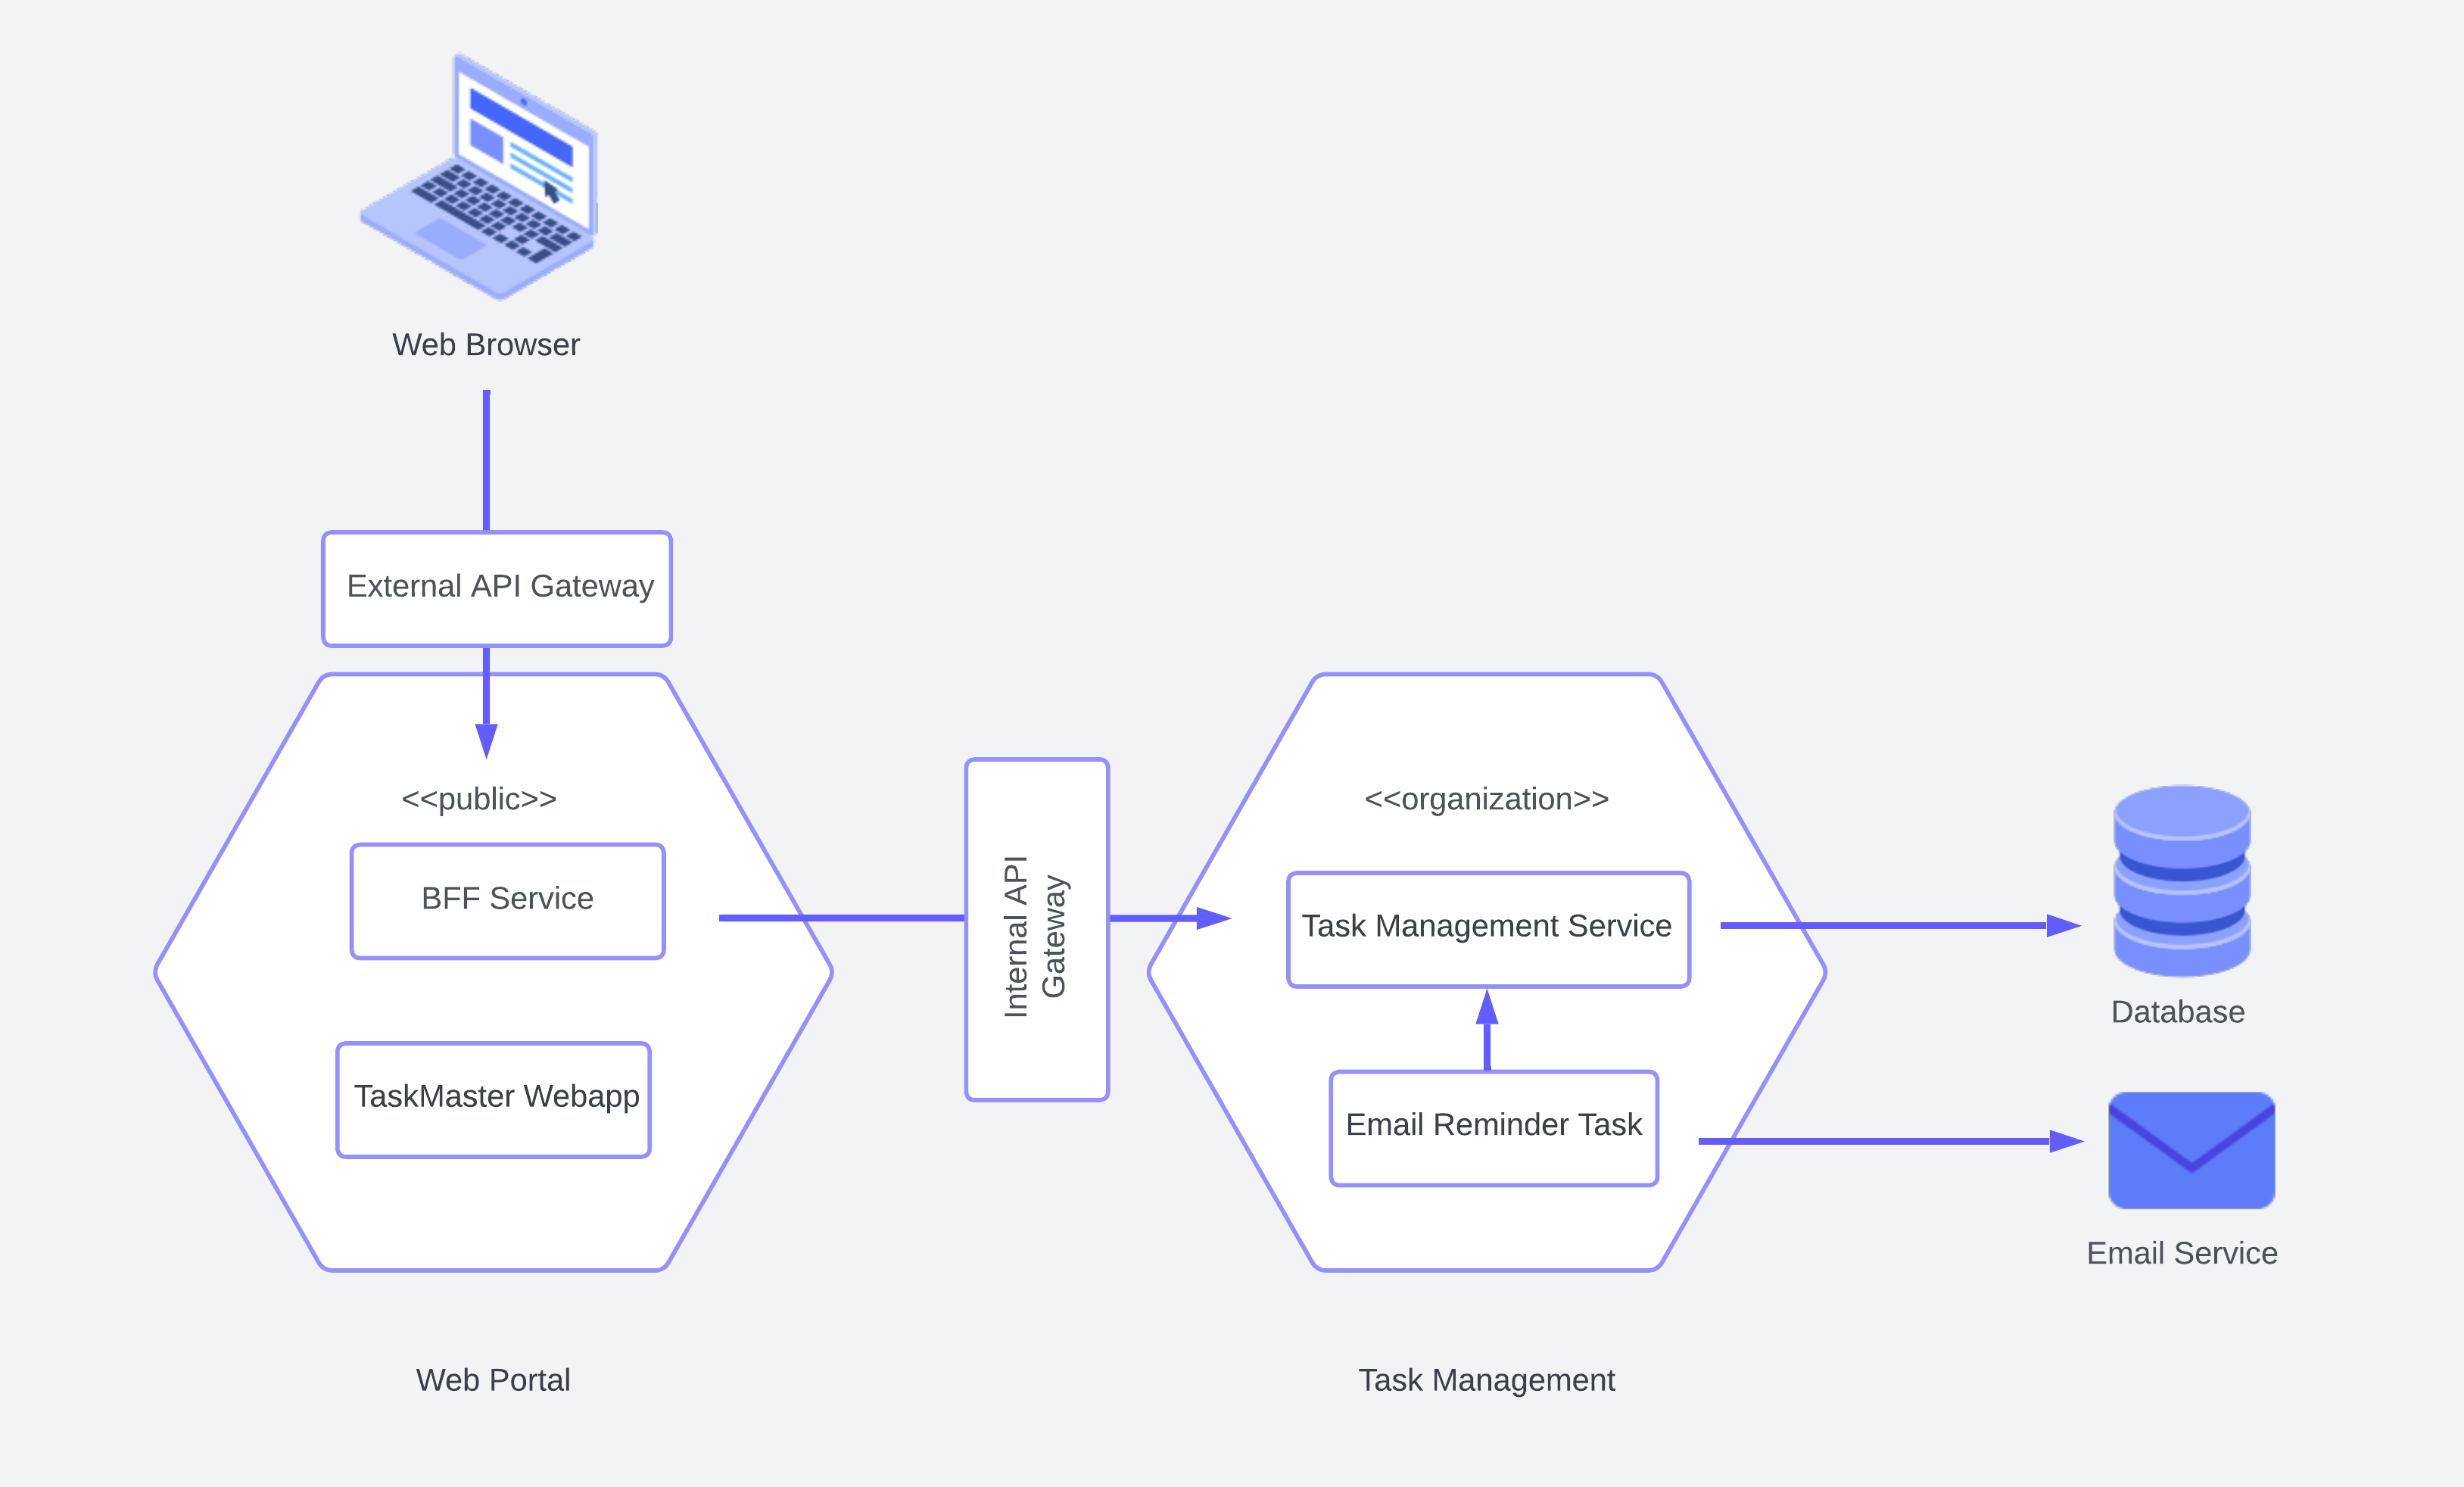 Web Browser
External API Gateway
<<public>>
BFF Service
TaskMaster Webapp
Web Portal
Internal API
Gateway
<<organization>>
Task Management Service
Email Reminder Task
Task Management
Database
Email Service